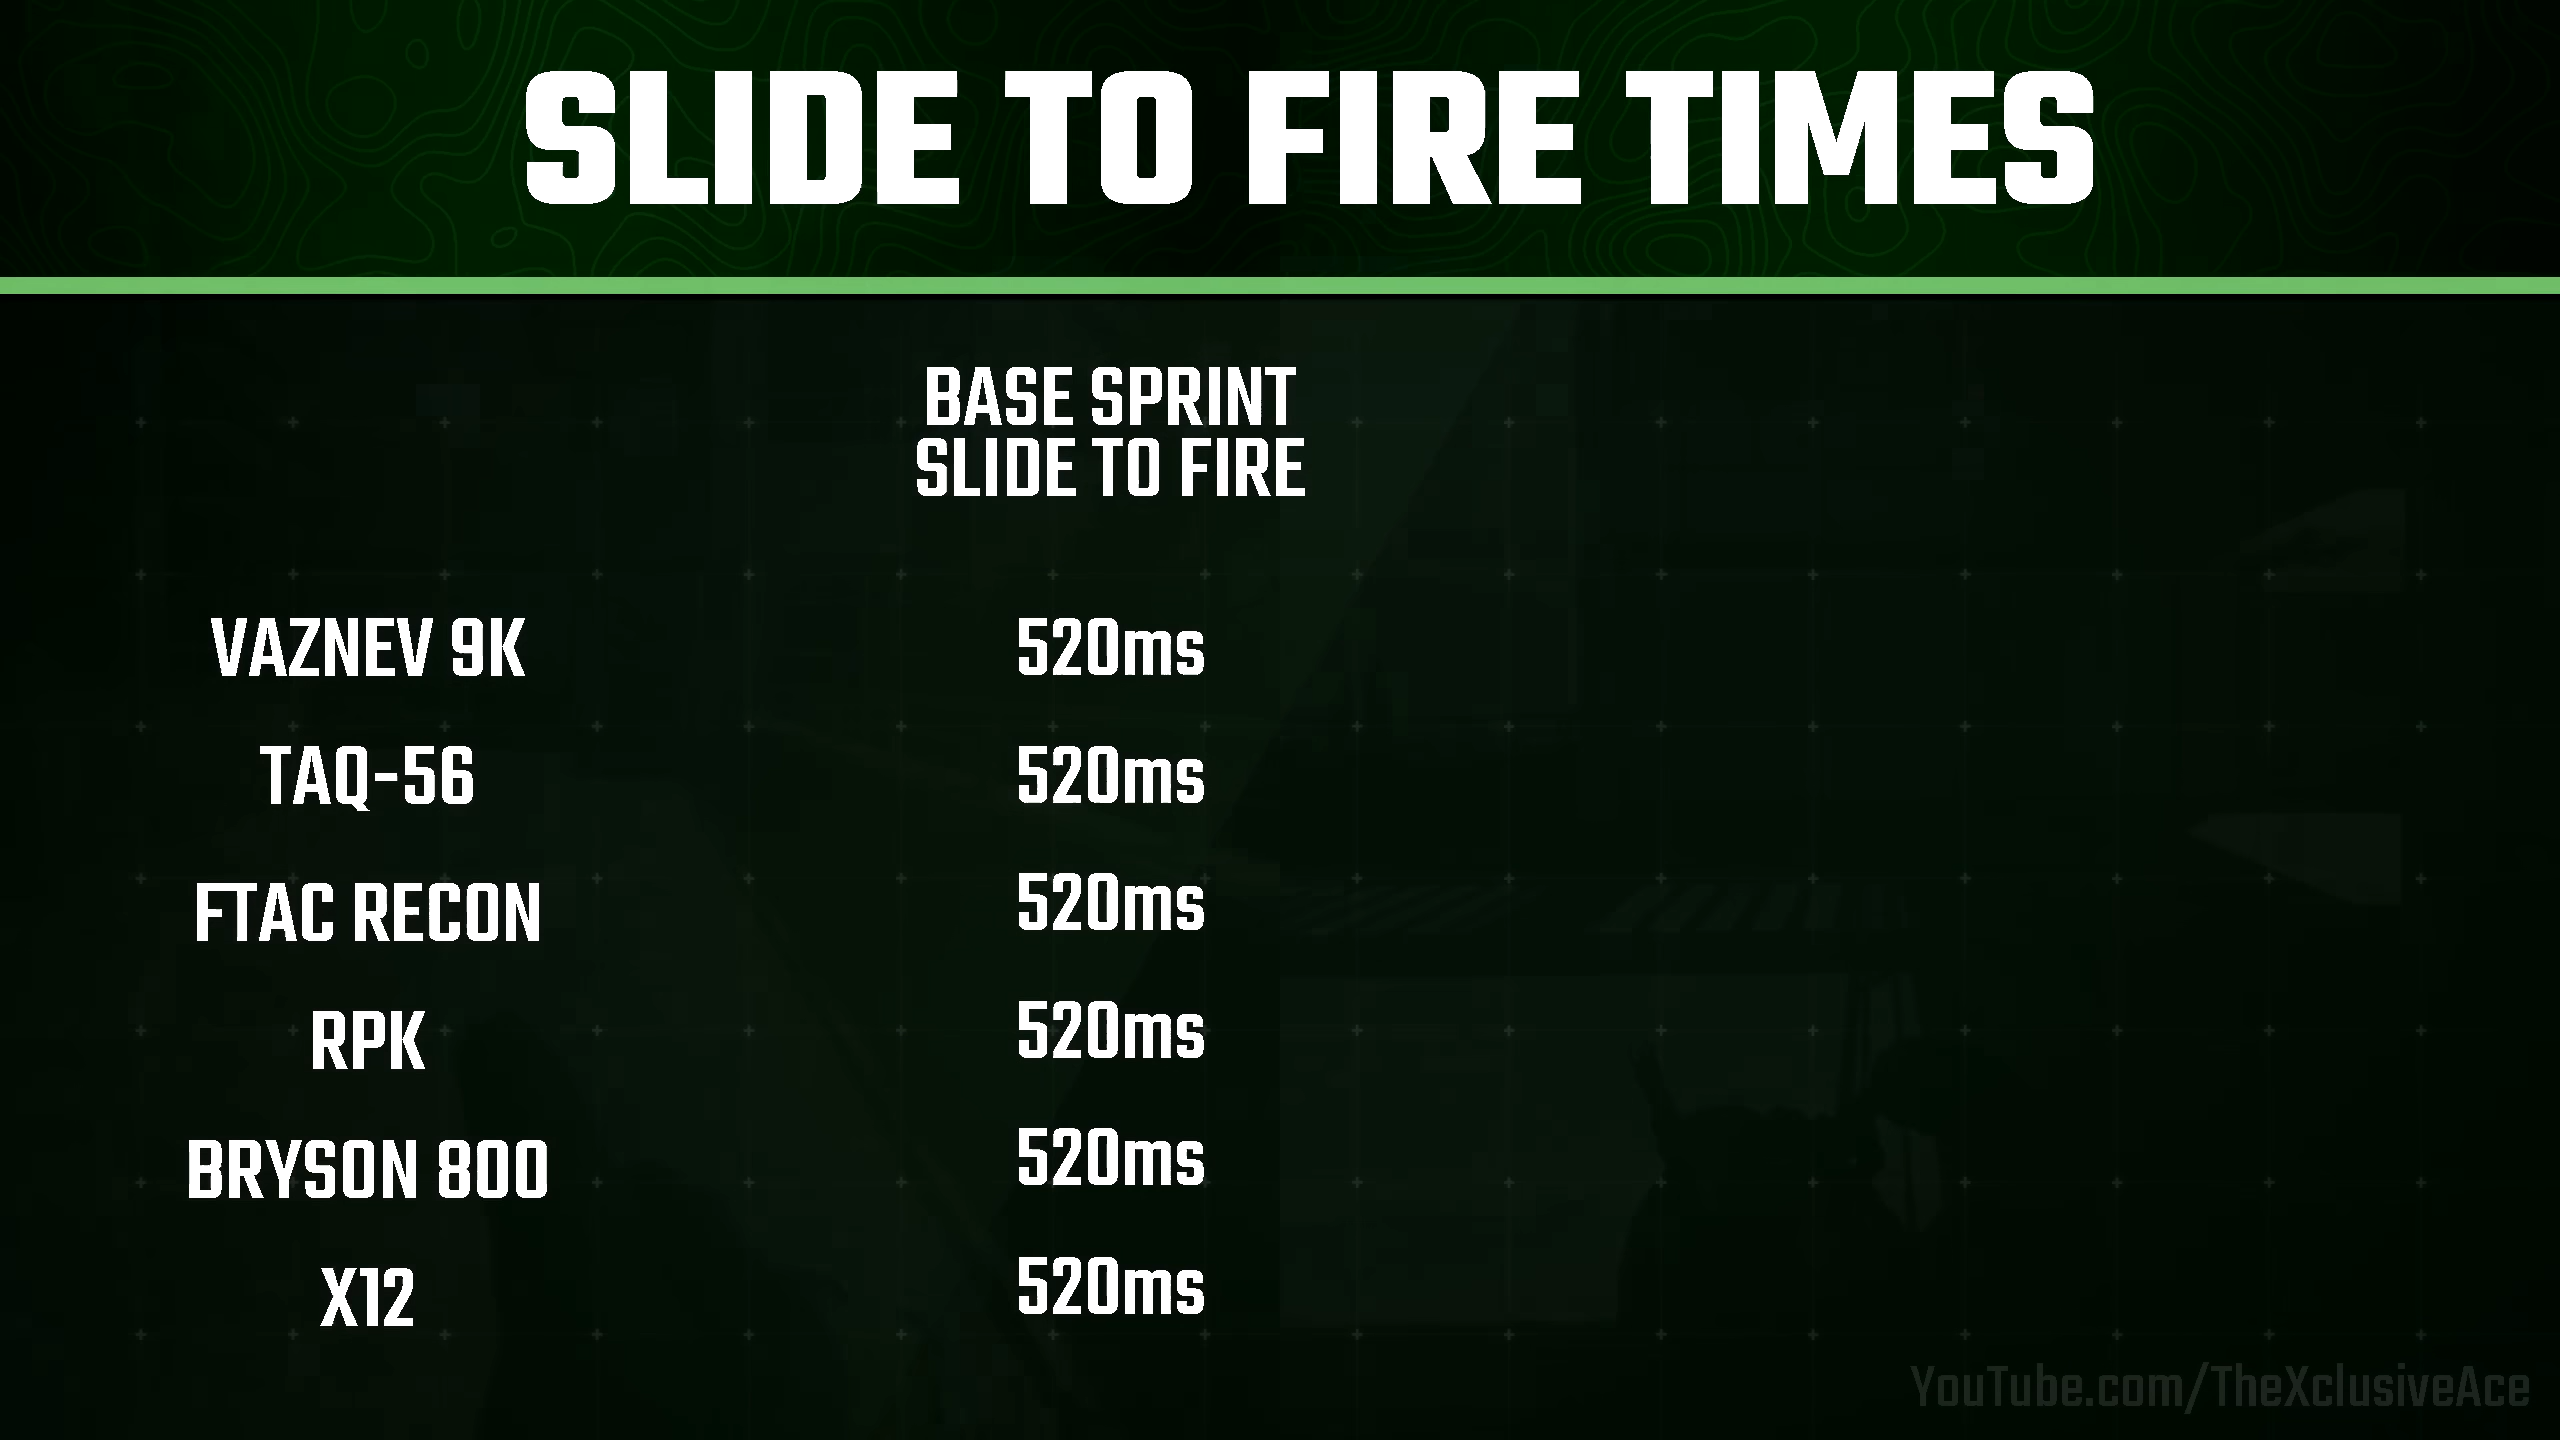 SLIDE TO FIRE TIMES
BASE SPRINT
SLIDE TO FIRE
VAZNEV 9K 520ms
TAQ-56 520ms
FTAC RECON 520ms
RPK 520ms
BRYSON 800 520ms
X12 520ms
YouTube.com/TheXclusiveAce